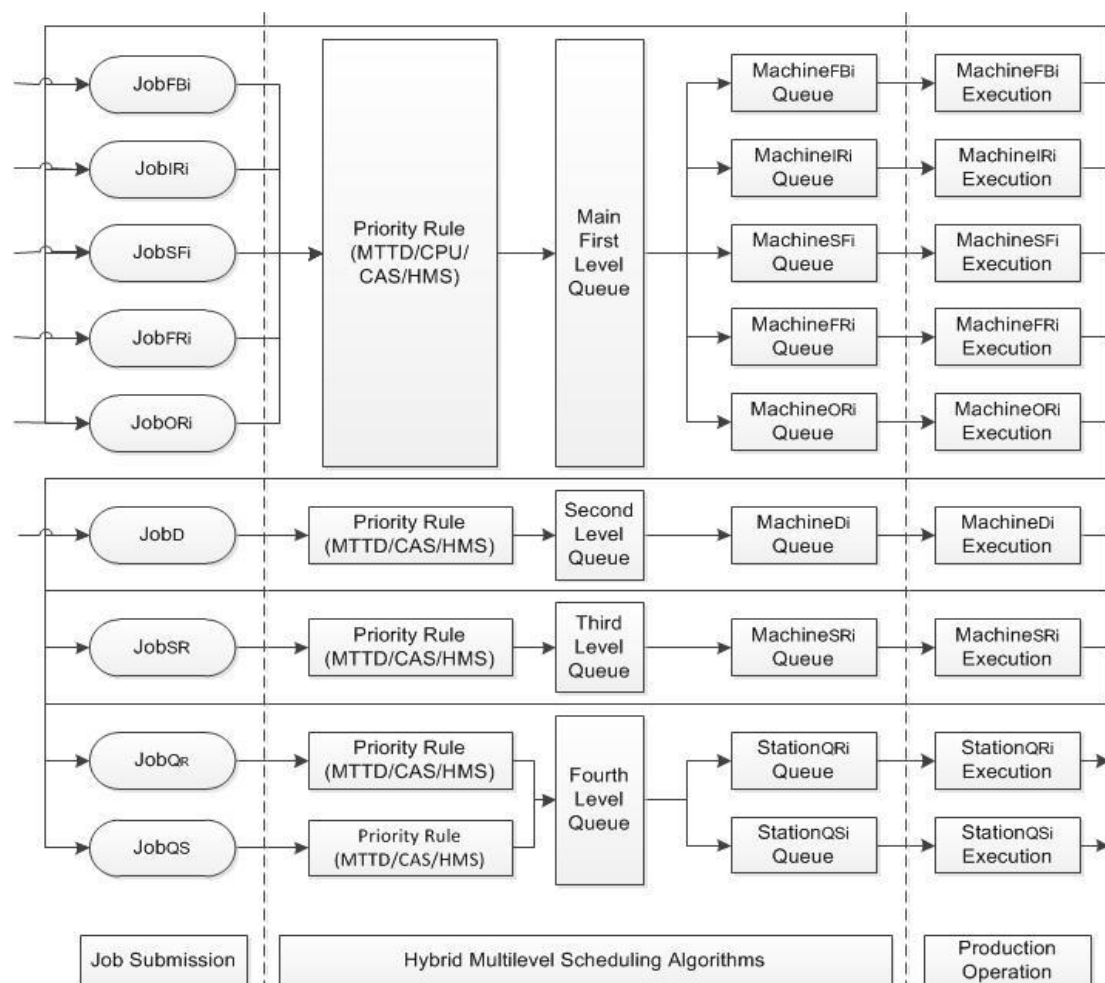 JobFBi
MachineFBi
Queue
MachineFBi
Execution
JobIRi
MachineIRi
Queue
MachineIRi
Execution
JobSFi
Priority Rule
(MTTD/CPU/
CAS/HMS)
Main
First
Level
Queue
MachineSFi
Queue
MachineSFi
Execution
JobFRi
MachineFRi
Queue
MachineFRi
Execution
JobORi
MachineORi
Queue
MachineORi
Execution
JobD
Priority Rule
(MTTD/CAS/HMS)
Second
Level
Queue
MachineDi
Queue
MachineDi
Execution
JobSR
Priority Rule
(MTTD/CAS/HMS)
Third
Level
Queue
MachineSRi
Queue
MachineSRi
Execution
JobQR
Priority Rule
(MTTD/CAS/HMS)
Fourth
Level
Queue
StationQRi
Queue
StationQRi
Execution
JobQS
Priority Rule
(MTTD/CAS/HMS)
StationQSi
Queue
StationQSi
Execution
Job Submission
Hybrid Multilevel Scheduling Algorithms
Production
Operation